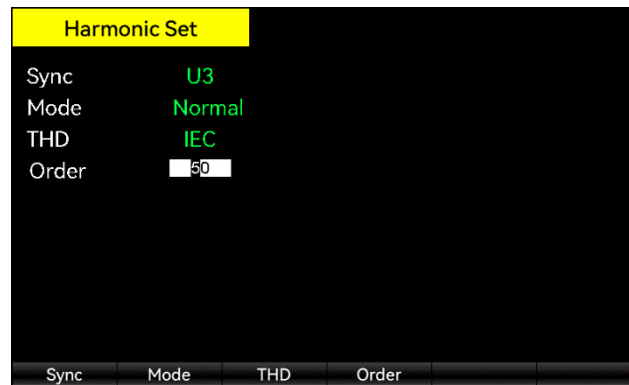 Harmonic Set
Sync U3
Mode Normal
THD IEC
Order 50
Sync Mode THD Order